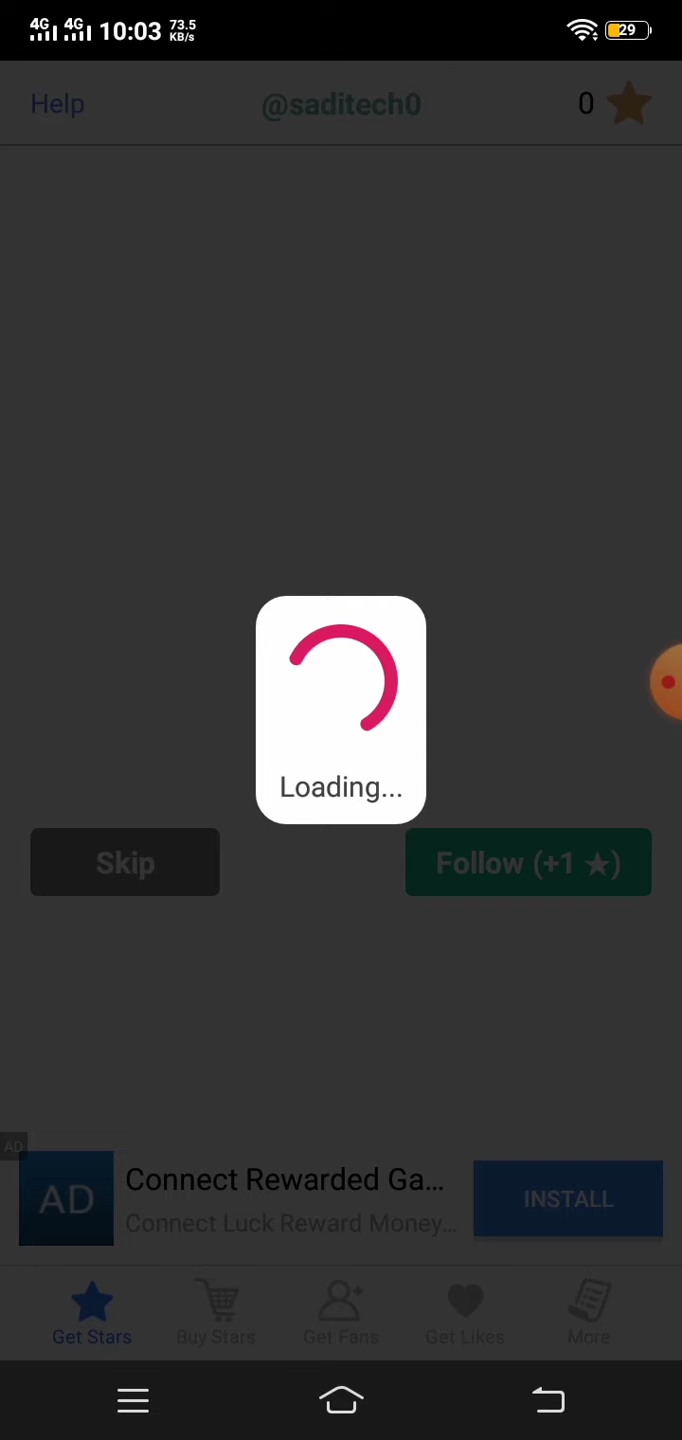 4G 4G 10:03 73.5 KB/s 29
Help @saditech0 0
Loading...
Skip Follow (+1 ★)
AD
AD Connect Rewarded Ga... INSTALL
Connect Luck Reward Money...
Get Stars Buy Stars Get Fans Get Likes More